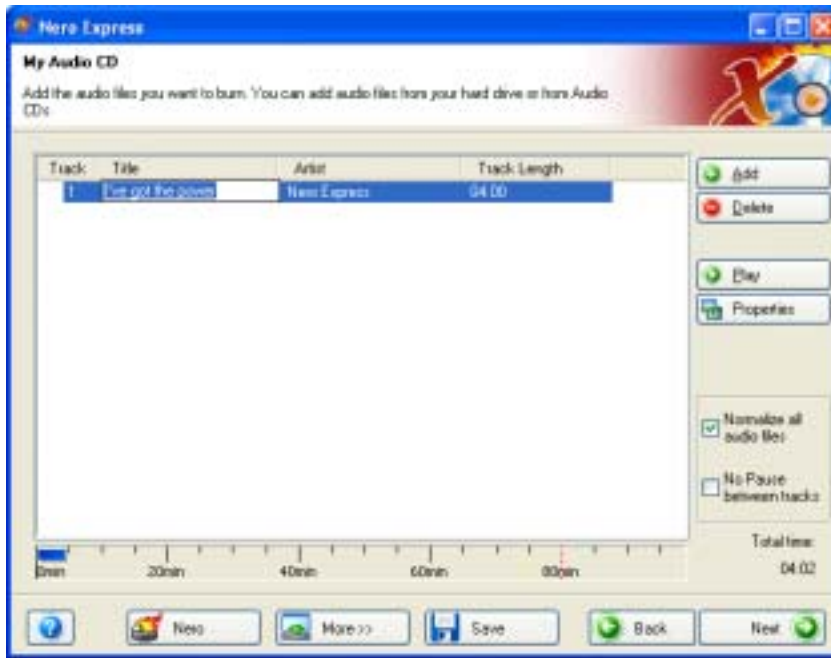 Nero Express
My Audio CD
Add the audio files you want to burn. You can add audio files from your hard drive or from Audio
CDs
Track Title Artist Track Length
1 I've got the power Nero Express 04:00
Add
Delete
Play
Properties
Normalize all
audio files
No Pause
between tracks
Total time:
04:02
0min 20min 40min 60min 80min
Nero More >> Save Back Next